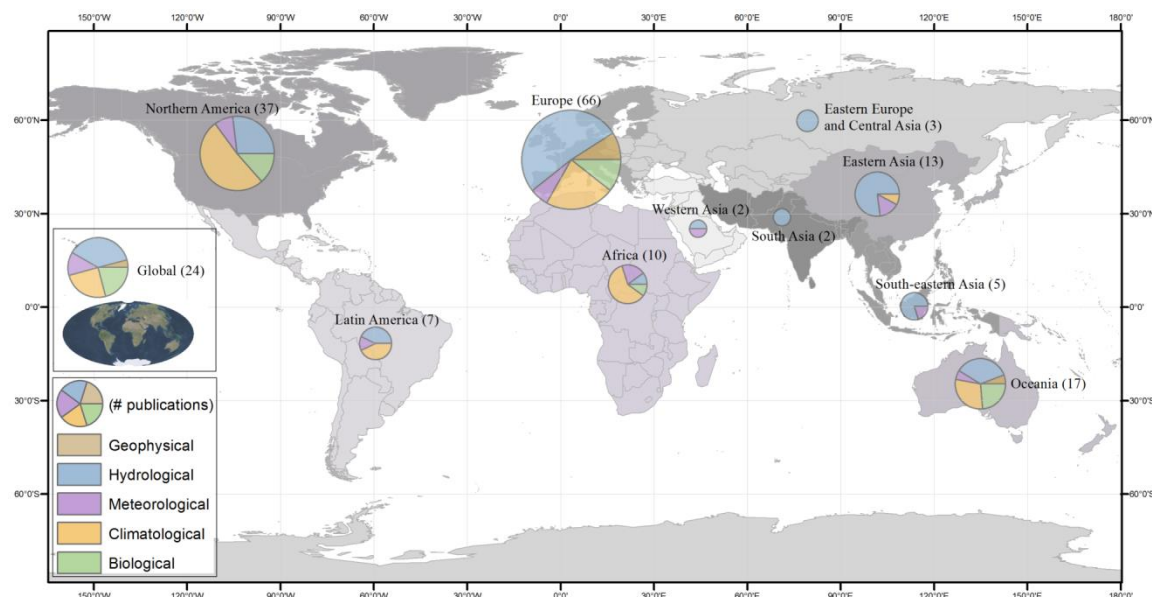 150°0'W 120°0'W 90°0'W 60°0'W 30°0'W 0°0' 30°0'E 60°0'E 90°0'E 120°0'E 150°0'E 180°0'
Northern America (37)
Europe (66)
Eastern Europe
and Central Asia (3)
60°0'N 60°0'N
Eastern Asia (13)
30°0'N 30°0'N
Western Asia (2)
South Asia (2)
Global (24)
Africa (10)
South-eastern Asia (5)
0°0' 0°0'
Latin America (7)
Oceania (17)
(# publications)
30°0'S 30°0'S
Geophysical
Hydrological
60°0'S 60°0'S
Meteorological
Climatological
Biological
150°0'W 120°0'W 90°0'W 60°0'W 30°0'W 0°0' 30°0'E 60°0'E 90°0'E 120°0'E 150°0'E 180°0'